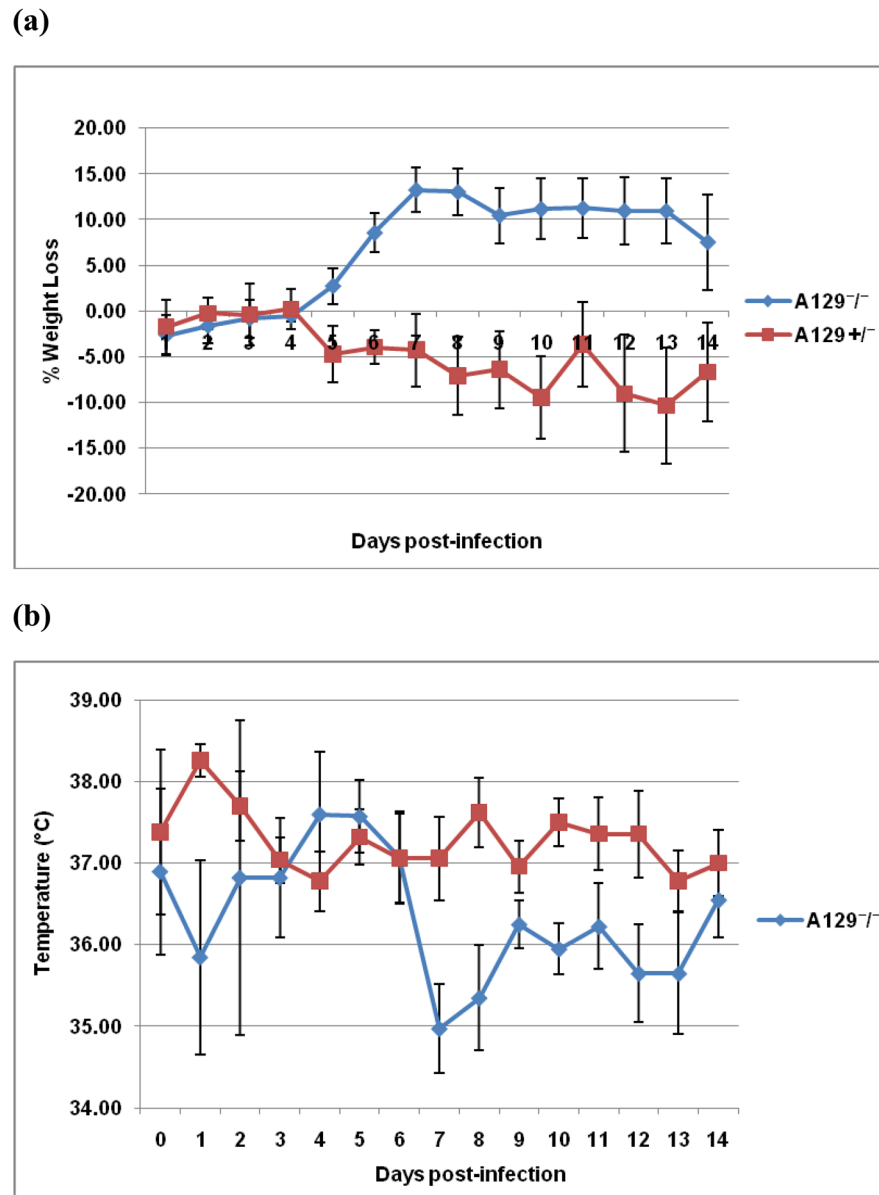 (a)
20.00
15.00
10.00
5.00
0.00
-5.00
-10.00
-15.00
-20.00
% Weight Loss
1 2 3 4 5 6 7 8 9 10 11 12 13 14
Days post-infection
A129⁻/⁻
A129+/⁻
(b)
39.00
38.00
37.00
36.00
35.00
34.00
Temperature (°C)
0 1 2 3 4 5 6 7 8 9 10 11 12 13 14
Days post-infection
A129⁻/⁻